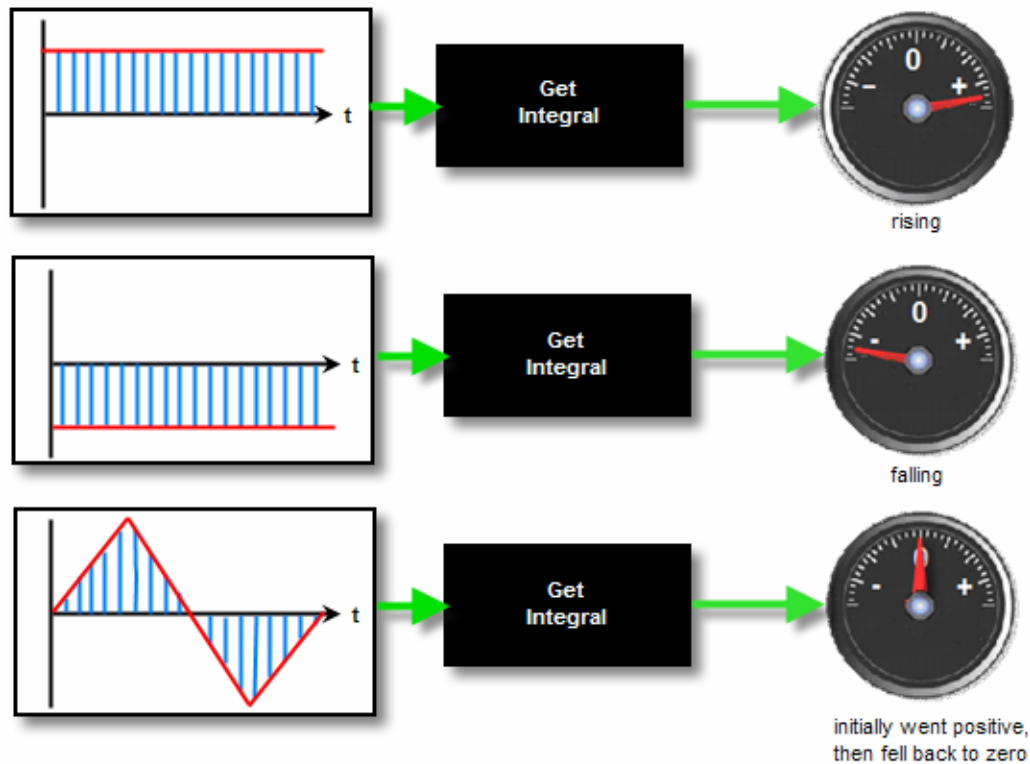 t
Get
Integral
0
– +
rising
t
Get
Integral
0
- +
falling
t
Get
Integral
0
- +
initially went positive,
then fell back to zero